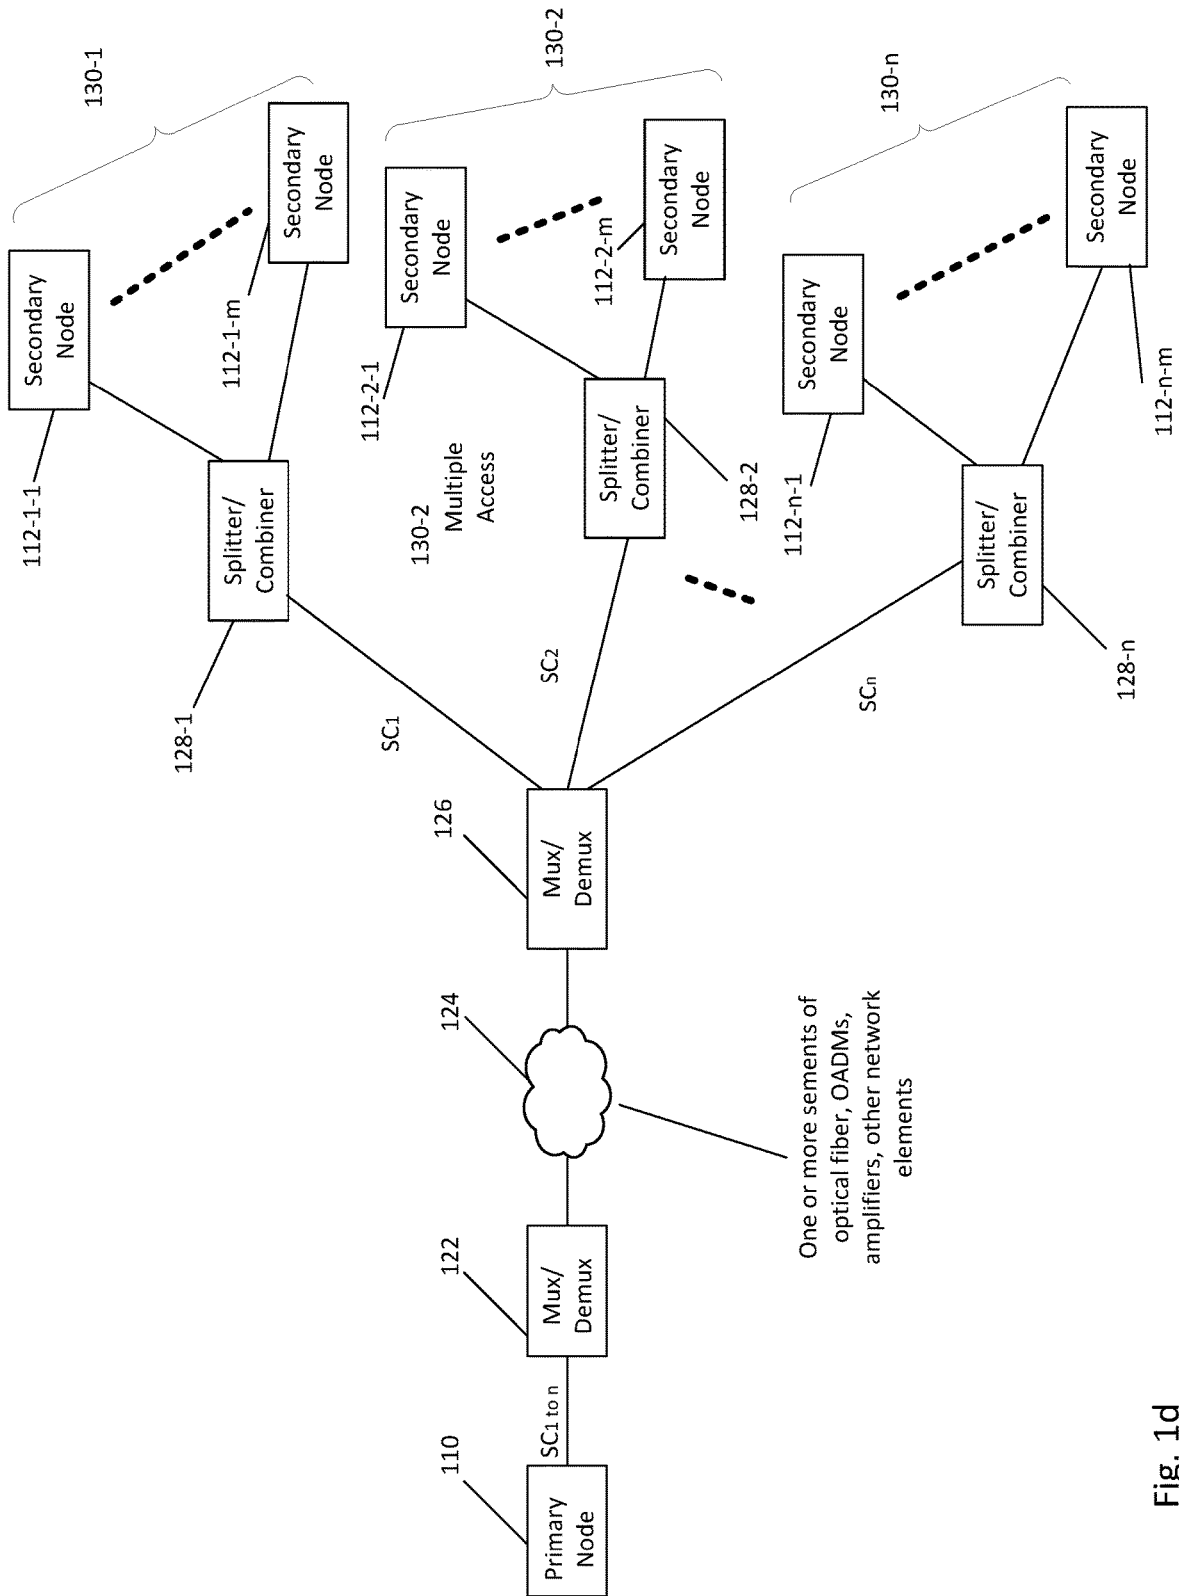 130-1
130-2
130-n
Secondary
Node
Secondary
Node
Secondary
Node
Secondary
Node
Secondary
Node
Secondary
Node
112-1-1
112-1-m
112-2-1
112-2-m
112-n-1
112-n-m
Splitter/
Combiner
Splitter/
Combiner
Splitter/
Combiner
130-2
Multiple
Access
128-1
128-2
128-n
SC1
SC2
SCn
126
Mux/
Demux
124
One or more sements of
optical fiber, OADMs,
amplifiers, other network
elements
122
Mux/
Demux
SC1 to n
110
Primary
Node
Fig. 1d